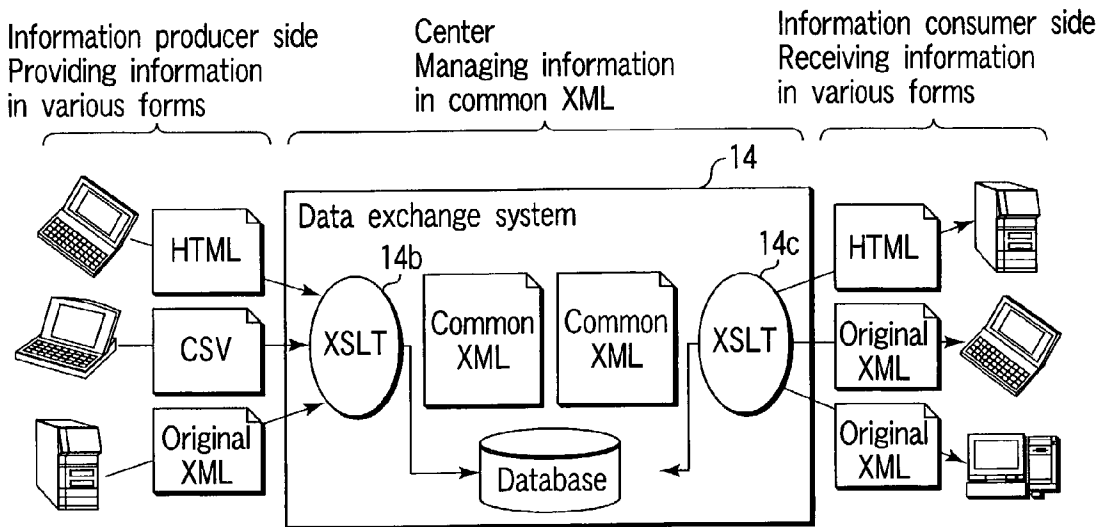 Information producer side
Providing information
in various forms
Center
Managing information
in common XML
Information consumer side
Receiving information
in various forms
14
Data exchange system
HTML
CSV
Original
XML
14b
XSLT
Common
XML
Common
XML
14c
XSLT
Database
HTML
Original
XML
Original
XML